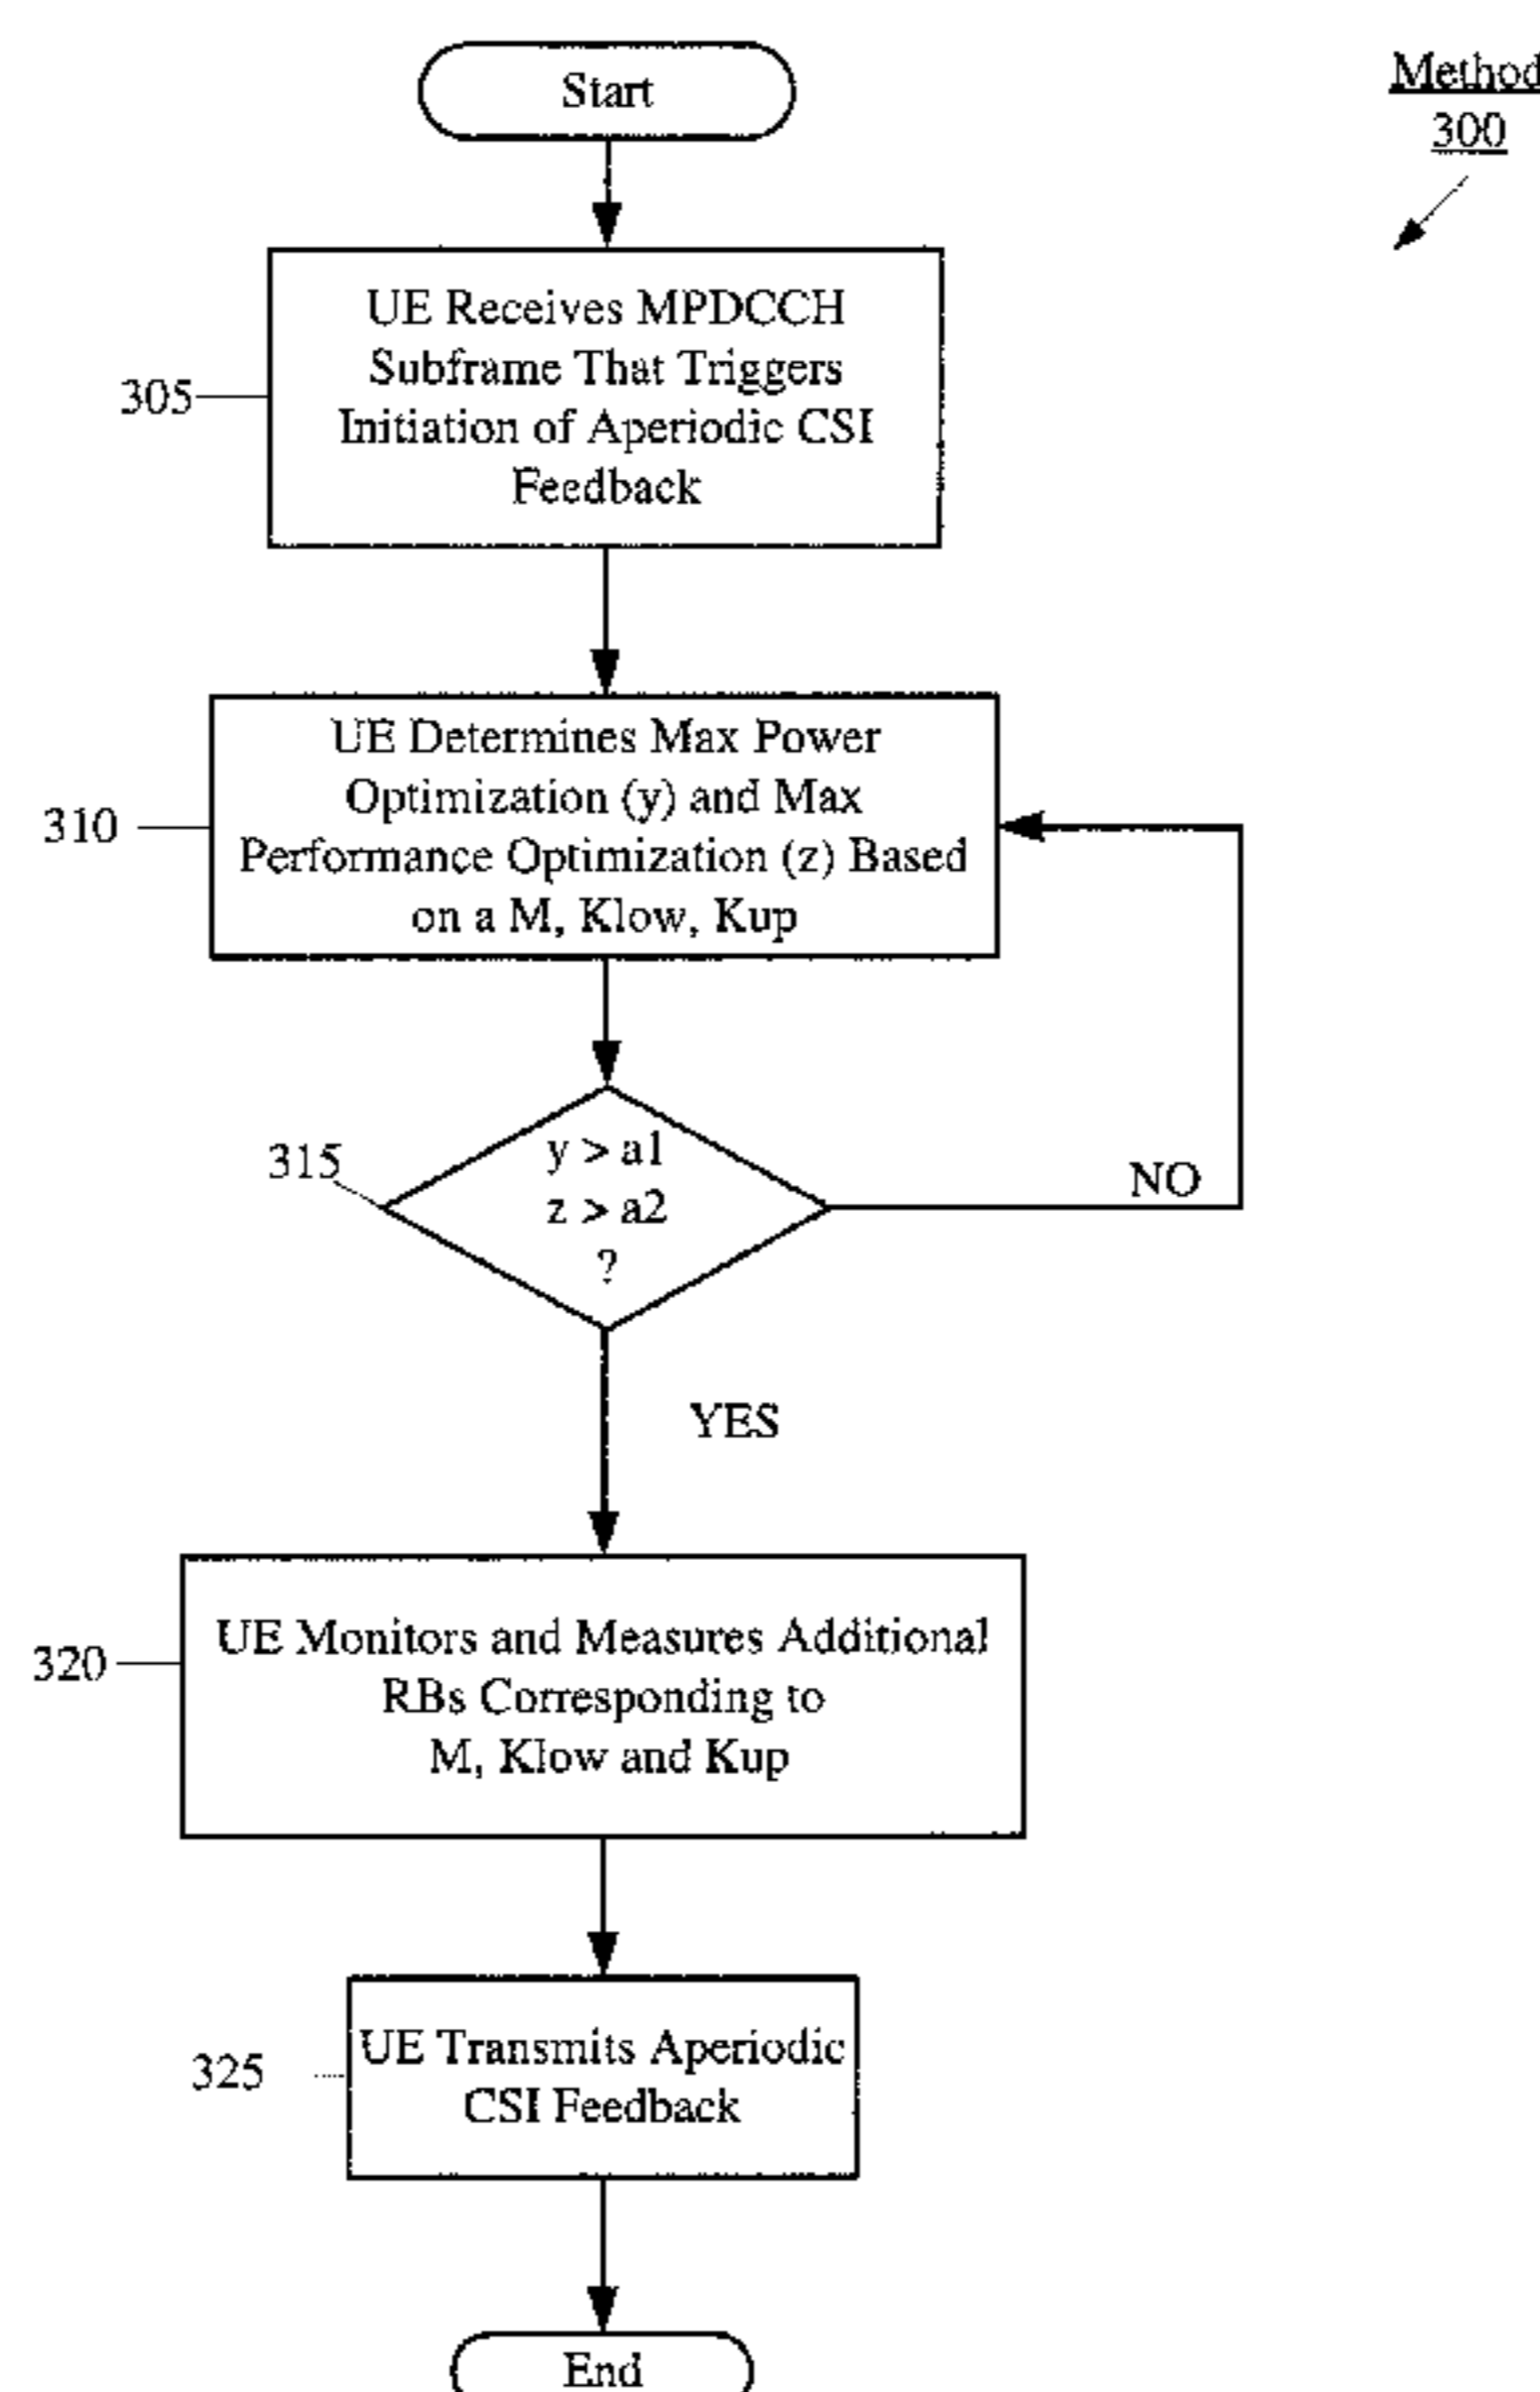 Start
Method
300
UE Receives MPDCCH
Subframe That Triggers
Initiation of Aperiodic CSI
Feedback
305
UE Determines Max Power
Optimization (y) and Max
Performance Optimization (z) Based
on a M, Klow, Kup
310
315
y > a1
z > a2
?
NO
YES
UE Monitors and Measures Additional
RBs Corresponding to
M, Klow and Kup
320
UE Transmits Aperiodic
CSI Feedback
325
End